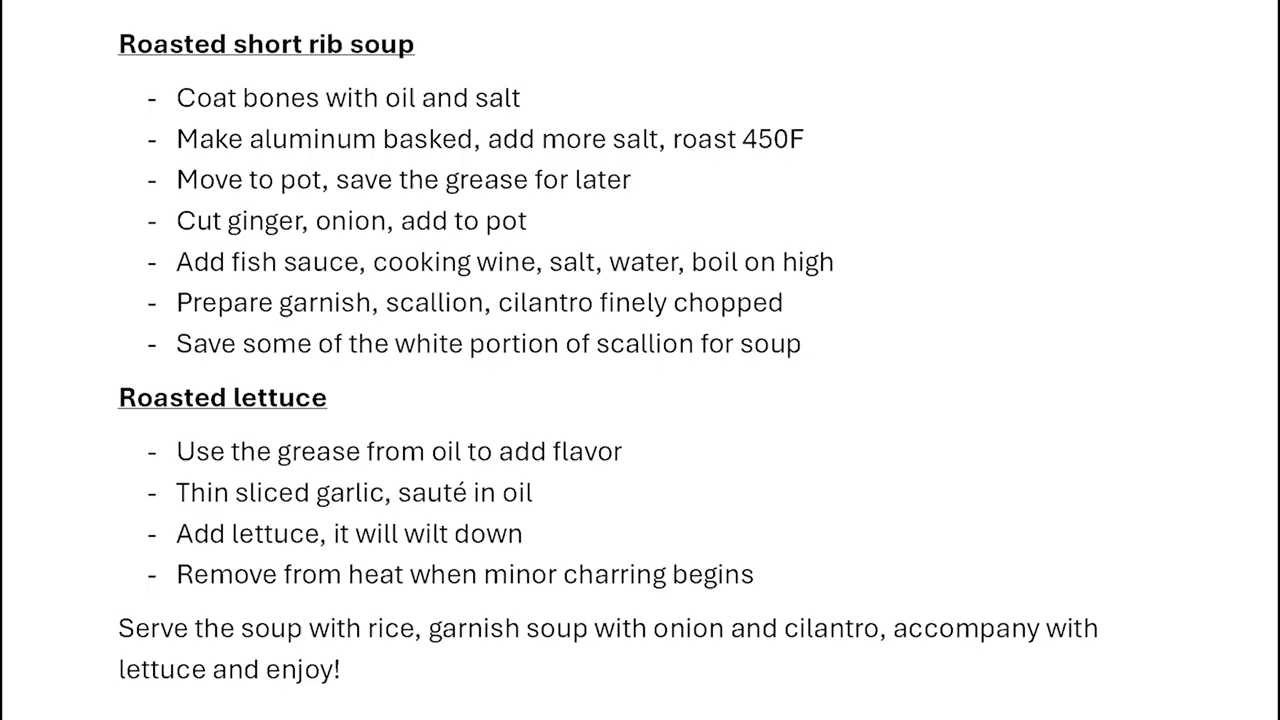 Roasted short rib soup
- Coat bones with oil and salt
- Make aluminum basked, add more salt, roast 450F
- Move to pot, save the grease for later
- Cut ginger, onion, add to pot
- Add fish sauce, cooking wine, salt, water, boil on high
- Prepare garnish, scallion, cilantro finely chopped
- Save some of the white portion of scallion for soup
Roasted lettuce
- Use the grease from oil to add flavor
- Thin sliced garlic, sauté in oil
- Add lettuce, it will wilt down
- Remove from heat when minor charring begins
Serve the soup with rice, garnish soup with onion and cilantro, accompany with
lettuce and enjoy!